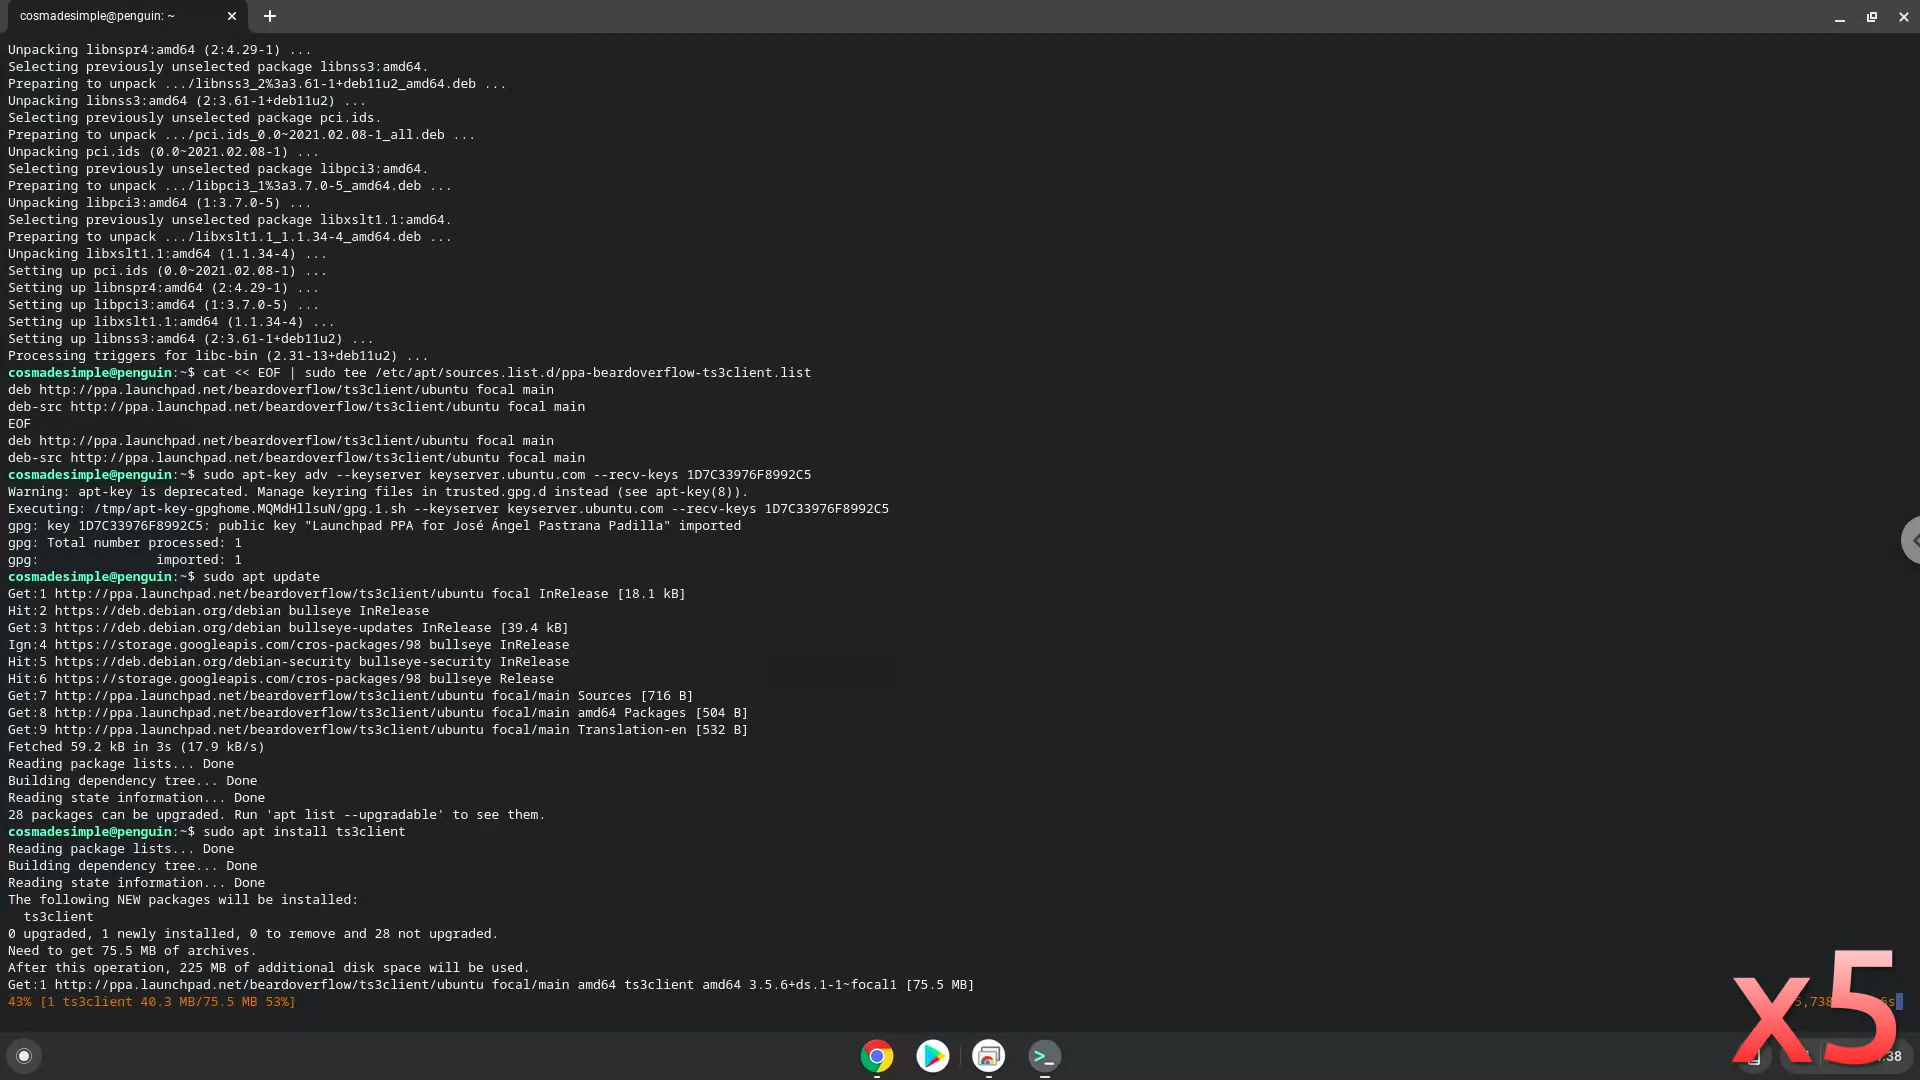 cosmadesimple@penguin: ~
Unpacking libnspr4:amd64 (2:4.29-1) ...
Selecting previously unselected package libnss3:amd64.
Preparing to unpack .../libnss3_2%3a3.61-1+deb11u2_amd64.deb ...
Unpacking libnss3:amd64 (2:3.61-1+deb11u2) ...
Selecting previously unselected package pci.ids.
Preparing to unpack .../pci.ids_0.0~2021.02.08-1_all.deb ...
Unpacking pci.ids (0.0~2021.02.08-1) ...
Selecting previously unselected package libpci3:amd64.
Preparing to unpack .../libpci3_1%3a3.7.0-5_amd64.deb ...
Unpacking libpci3:amd64 (1:3.7.0-5) ...
Selecting previously unselected package libxslt1.1:amd64.
Preparing to unpack .../libxslt1.1_1.1.34-4_amd64.deb ...
Unpacking libxslt1.1:amd64 (1.1.34-4) ...
Setting up pci.ids (0.0~2021.02.08-1) ...
Setting up libnspr4:amd64 (2:4.29-1) ...
Setting up libpci3:amd64 (1:3.7.0-5) ...
Setting up libxslt1.1:amd64 (1.1.34-4) ...
Setting up libnss3:amd64 (2:3.61-1+deb11u2) ...
Processing triggers for libc-bin (2.31-13+deb11u2) ...
cosmadesimple@penguin:~$ cat << EOF | sudo tee /etc/apt/sources.list.d/ppa-beardoverflow-ts3client.list
deb http://ppa.launchpad.net/beardoverflow/ts3client/ubuntu focal main
deb-src http://ppa.launchpad.net/beardoverflow/ts3client/ubuntu focal main
EOF
deb http://ppa.launchpad.net/beardoverflow/ts3client/ubuntu focal main
deb-src http://ppa.launchpad.net/beardoverflow/ts3client/ubuntu focal main
cosmadesimple@penguin:~$ sudo apt-key adv --keyserver keyserver.ubuntu.com --recv-keys 1D7C33976F8992C5
Warning: apt-key is deprecated. Manage keyring files in trusted.gpg.d instead (see apt-key(8)).
Executing: /tmp/apt-key-gpghome.MQMdHllsuN/gpg.1.sh --keyserver keyserver.ubuntu.com --recv-keys 1D7C33976F8992C5
gpg: key 1D7C33976F8992C5: public key "Launchpad PPA for José Ángel Pastrana Padilla" imported
gpg: Total number processed: 1
gpg:               imported: 1
cosmadesimple@penguin:~$ sudo apt update
Get:1 http://ppa.launchpad.net/beardoverflow/ts3client/ubuntu focal InRelease [18.1 kB]
Hit:2 https://deb.debian.org/debian bullseye InRelease
Get:3 https://deb.debian.org/debian bullseye-updates InRelease [39.4 kB]
Ign:4 https://storage.googleapis.com/cros-packages/98 bullseye InRelease
Hit:5 https://deb.debian.org/debian-security bullseye-security InRelease
Hit:6 https://storage.googleapis.com/cros-packages/98 bullseye Release
Get:7 http://ppa.launchpad.net/beardoverflow/ts3client/ubuntu focal/main Sources [716 B]
Get:8 http://ppa.launchpad.net/beardoverflow/ts3client/ubuntu focal/main amd64 Packages [504 B]
Get:9 http://ppa.launchpad.net/beardoverflow/ts3client/ubuntu focal/main Translation-en [532 B]
Fetched 59.2 kB in 3s (17.9 kB/s)
Reading package lists... Done
Building dependency tree... Done
Reading state information... Done
28 packages can be upgraded. Run 'apt list --upgradable' to see them.
cosmadesimple@penguin:~$ sudo apt install ts3client
Reading package lists... Done
Building dependency tree... Done
Reading state information... Done
The following NEW packages will be installed:
  ts3client
0 upgraded, 1 newly installed, 0 to remove and 28 not upgraded.
Need to get 75.5 MB of archives.
After this operation, 225 MB of additional disk space will be used.
Get:1 http://ppa.launchpad.net/beardoverflow/ts3client/ubuntu focal/main amd64 ts3client amd64 3.5.6+ds.1-1~focal1 [75.5 MB]
43% [1 ts3client 40.3 MB/75.5 MB 53%]
x5